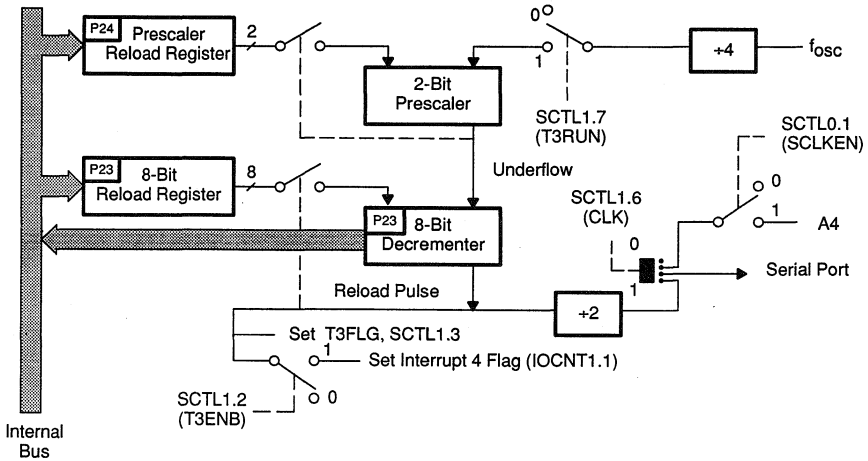 P24
Prescaler
Reload Register
2
0
1
÷4
fosc
2-Bit
Prescaler
SCTL1.7
(T3RUN)
SCTL0.1
(SCLKEN)
P23
8-Bit
Reload Register
8
Underflow
SCTL1.6
(CLK)
0
1
A4
P23
8-Bit
Decrementer
0
1
Serial Port
Reload Pulse
÷2
Set T3FLG, SCTL1.3
1
Set Interrupt 4 Flag (IOCNT1.1)
0
SCTL1.2
(T3ENB)
Internal
Bus